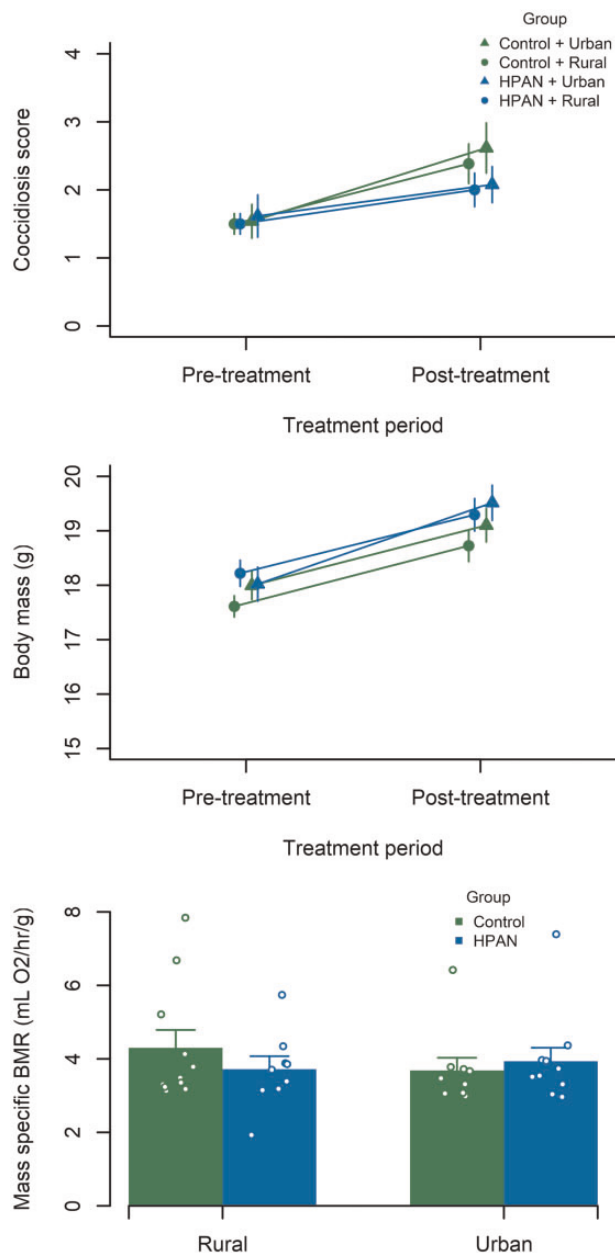 Group
Control + Urban
Control + Rural
HPAN + Urban
HPAN + Rural
Coccidiosis score
4
3
2
1
0
Pre-treatment
Post-treatment
Treatment period
Body mass (g)
20
19
18
17
16
15
Pre-treatment
Post-treatment
Treatment period
Group
Control
HPAN
Mass specific BMR (mL O2/hr/g)
8
6
4
2
0
Rural
Urban